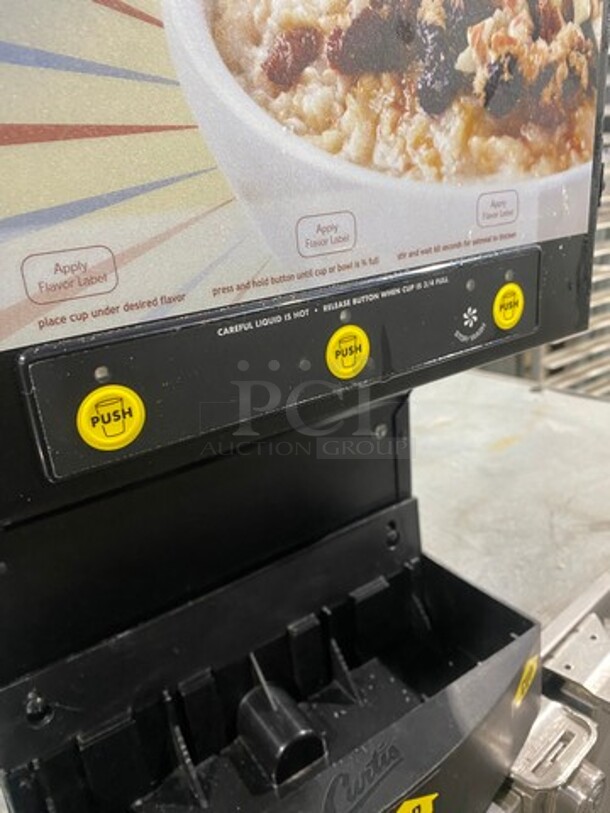 Apply
Flavor Label
Apply
Flavor Label
Apply
Flavor Label
place cup under desired flavor
press and hold button until cup or bowl is ¾ full
stir and wait 60 seconds for oatmeal to thicken
CAREFUL LIQUID IS HOT • RELEASE BUTTON WHEN CUP IS 3/4 FULL
PUSH
PUSH
PUSH
PCI
AUCTION GROUP
Curtis